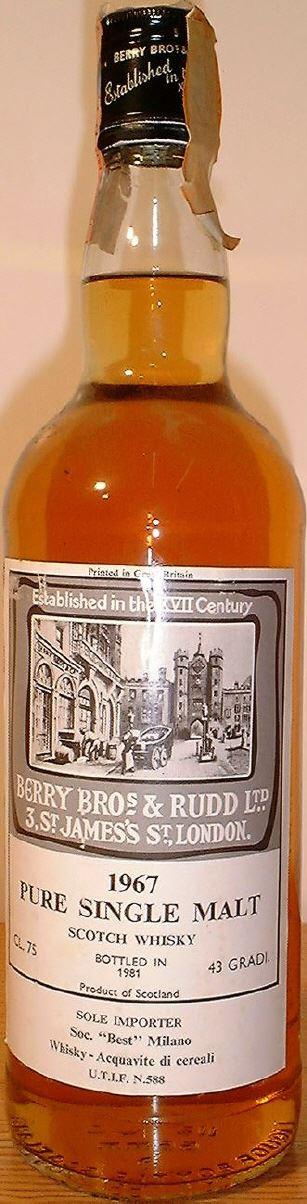 BERRY BROS &
Established in
Printed in Great Britain
Established in the XVII Century
BERRY BROS & RUDD LTD
3, ST JAMES'S ST, LONDON.
1967
PURE SINGLE MALT
SCOTCH WHISKY
CL. 75 BOTTLED IN 43 GRADI.
1981
Product of Scotland
SOLE IMPORTER
Soc. "Best" Milano
Whisky - Acquavite di cereali
U.T.I.F. N.588